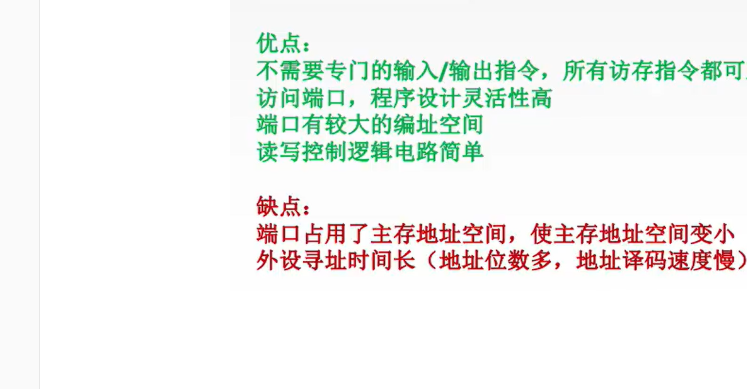 优点：
不需要专门的输入/输出指令，所有访存指令都可
访问端口，程序设计灵活性高
端口有较大的编址空间
读写控制逻辑电路简单
缺点：
端口占用了主存地址空间，使主存地址空间变小
外设寻址时间长（地址位数多，地址译码速度慢）